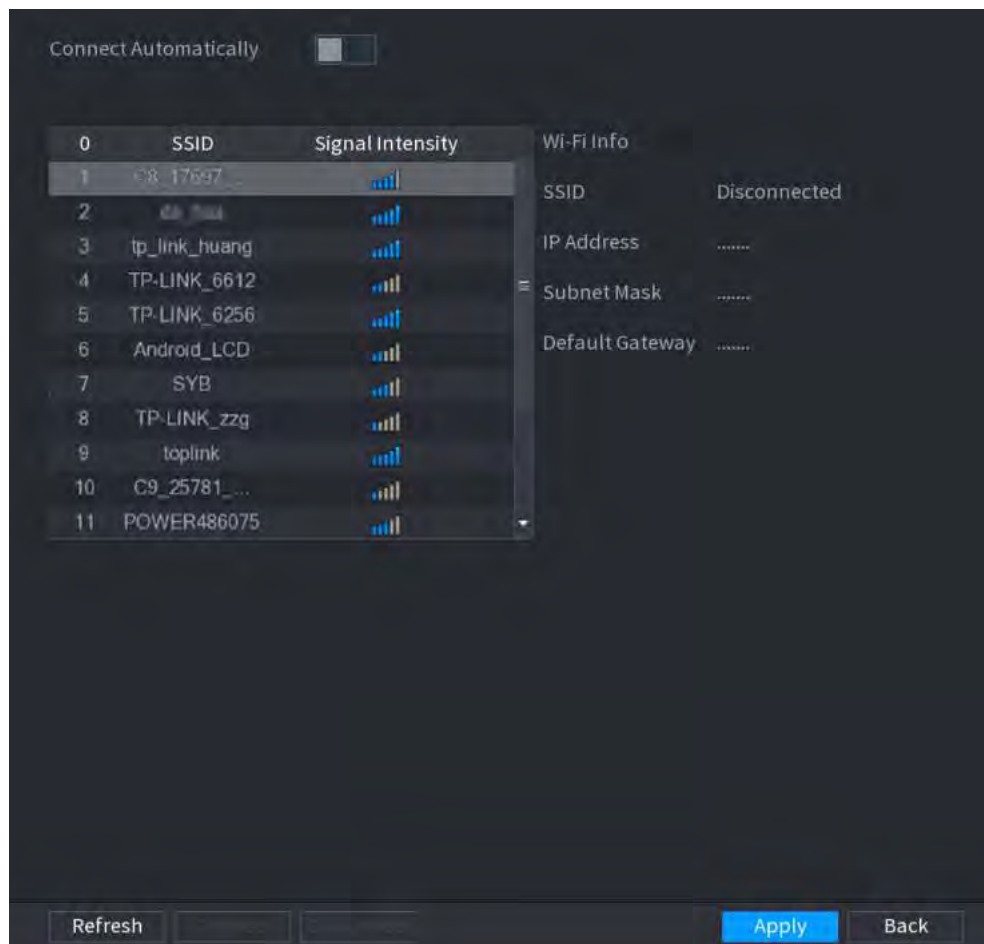 Connect Automatically
0 SSID Signal Intensity
1 C8_17697_...
2
3 tp_link_huang
4 TP-LINK_6612
5 TP-LINK_6256
6 Android_LCD
7 SYB
8 TP-LINK_zzg
9 toplink
10 C9_25781_...
11 POWER486075
Wi-Fi Info
SSID Disconnected
IP Address .......
Subnet Mask .......
Default Gateway .......
Refresh
Apply
Back